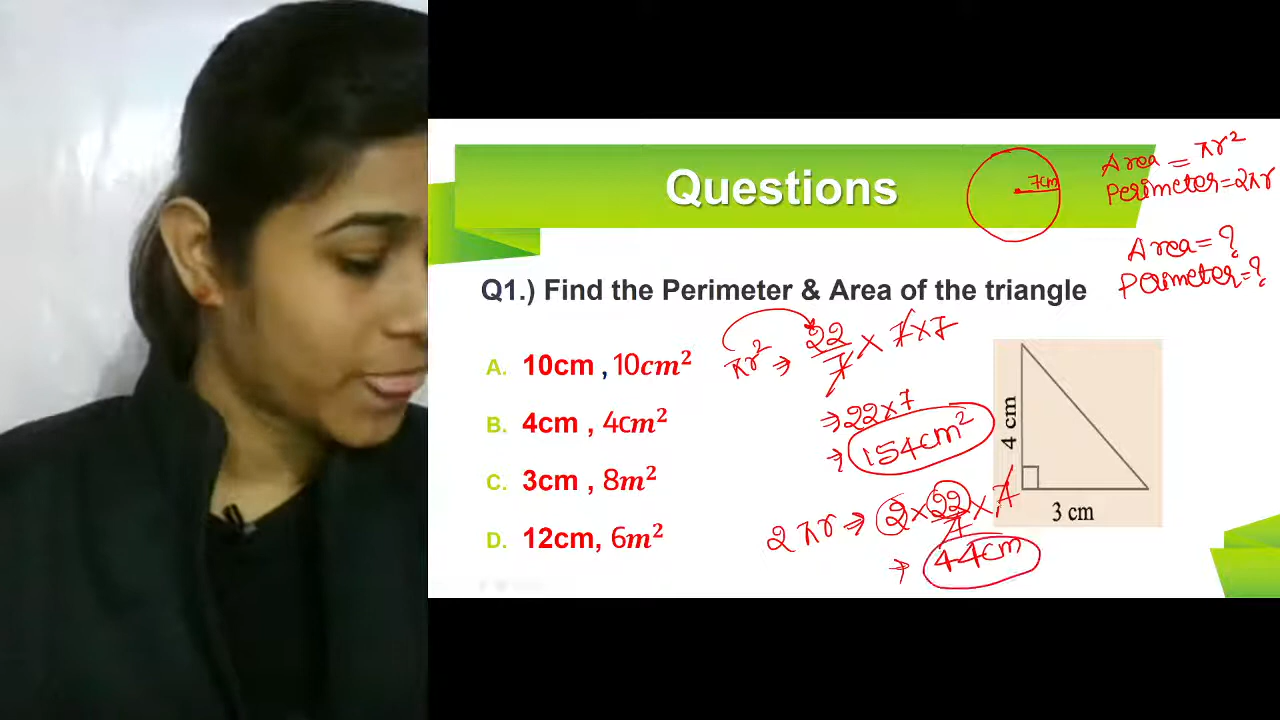 Questions
7cm
Area = πr²
Perimeter = 2πr
Area = ?
Perimeter = ?
Q1.) Find the Perimeter & Area of the triangle
A. 10cm , 10cm²
B. 4cm , 4cm²
C. 3cm , 8m²
D. 12cm, 6m²
πr² ⇒ 22/7 × 7 × 7
⇒ 22×7
⇒ 154cm²
2πr ⇒ 2 × 22/7 × 7
⇒ 44cm
4 cm
3 cm